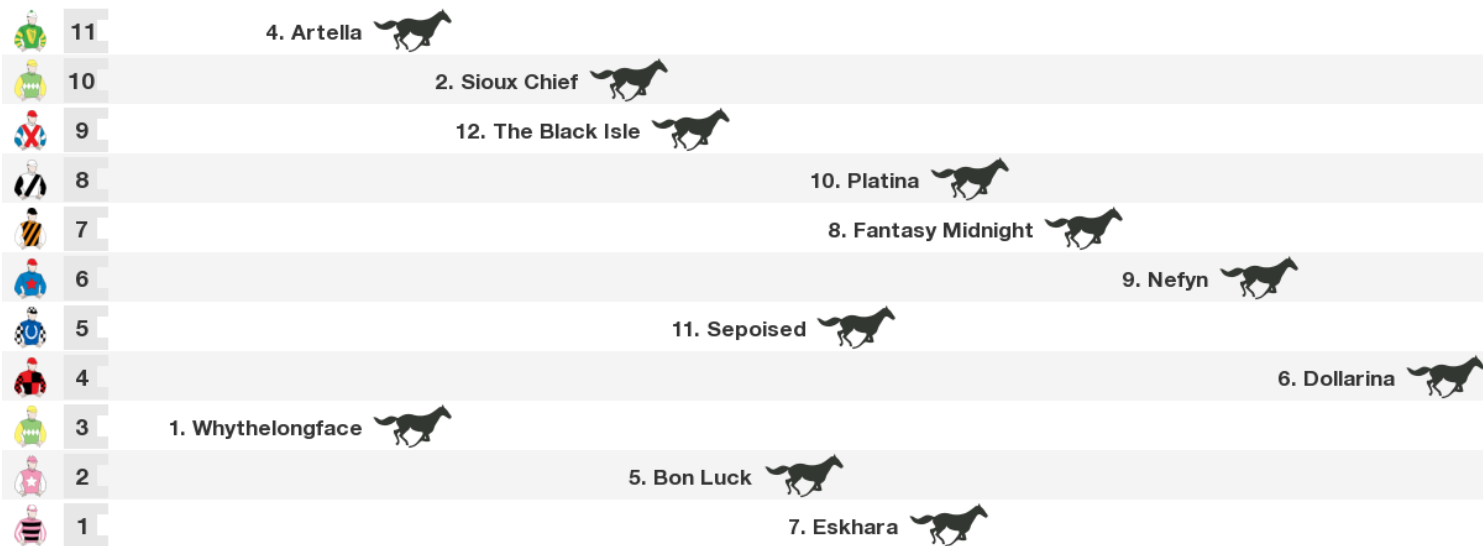 11 4. Artella
10 2. Sioux Chief
9 12. The Black Isle
8 10. Platina
7 8. Fantasy Midnight
6 9. Nefyn
5 11. Sepoised
4 6. Dollarina
3 1. Whythelongface
2 5. Bon Luck
1 7. Eskhara